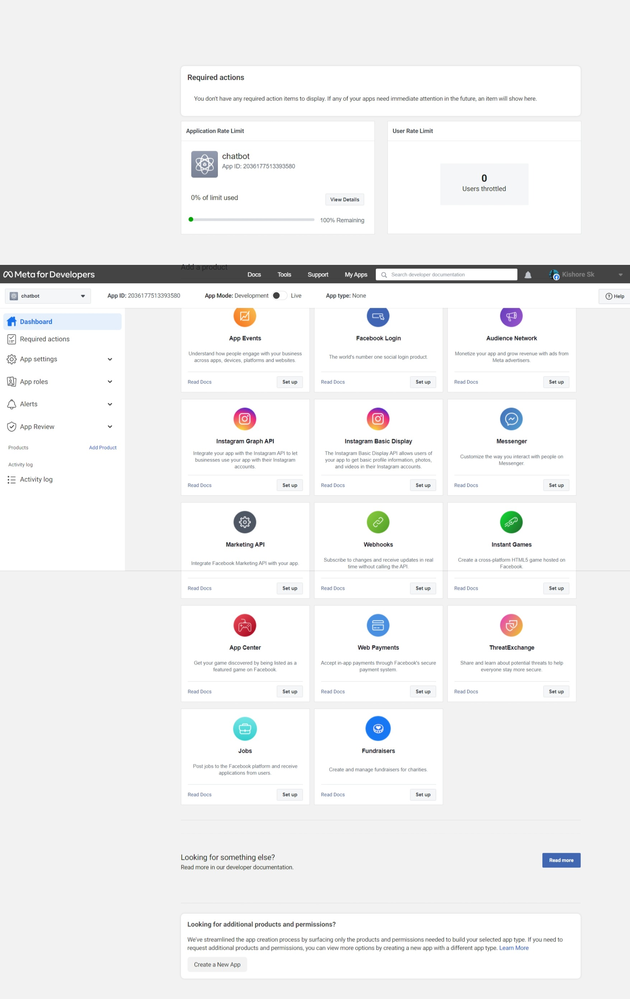 Required actions
You don't have any required action items to display. If any of your apps need immediate attention in the future, an item will show here.
Application Rate Limit
chatbot
App ID: 2036177513393580
0% of limit used
View Details
100% Remaining
User Rate Limit
0
Users throttled
Add a product
Meta for Developers
Docs
Tools
Support
My Apps
Search developer documentation
Kishore Sk
chatbot
App ID: 2036177513393580
App Mode: Development
Live
App type: None
Help
Dashboard
Required actions
App settings
App roles
Alerts
App Review
Products
Add Product
Activity log
Activity log
App Events
Understand how people engage with your business
across apps, devices, platforms and websites.
Read Docs
Set up
Facebook Login
The world's number one social login product.
Read Docs
Set up
Audience Network
Monetize your app and grow revenue with ads from
Meta advertisers.
Read Docs
Set up
Instagram Graph API
Integrate your app with the Instagram API to let
businesses use your app with their Instagram
accounts.
Read Docs
Set up
Instagram Basic Display
The Instagram Basic Display API allows users of
your app to get basic profile information, photos,
and videos in their Instagram accounts.
Read Docs
Set up
Messenger
Customize the way you interact with people on
Messenger.
Read Docs
Set up
Marketing API
Integrate Facebook Marketing API with your app.
Read Docs
Set up
Webhooks
Subscribe to changes and receive updates in real
time without calling the API.
Read Docs
Set up
Instant Games
Create a cross-platform HTML5 game hosted on
Facebook.
Read Docs
Set up
App Center
Get your game discovered by being listed as a
featured game on Facebook.
Read Docs
Set up
Web Payments
Accept in-app payments through Facebook's secure
payment system.
Read Docs
Set up
ThreatExchange
Share and learn about potential threats to help
everyone stay more secure.
Read Docs
Set up
Jobs
Post jobs to the Facebook platform and receive
applications from users.
Read Docs
Set up
Fundraisers
Create and manage fundraisers for charities.
Read Docs
Set up
Looking for something else?
Read more in our developer documentation.
Read more
Looking for additional products and permissions?
We've streamlined the app creation process by surfacing only the products and permissions needed to build your selected app type. If you need to
request additional products and permissions, you can view more options by creating a new app with a different app type. Learn More
Create a New App